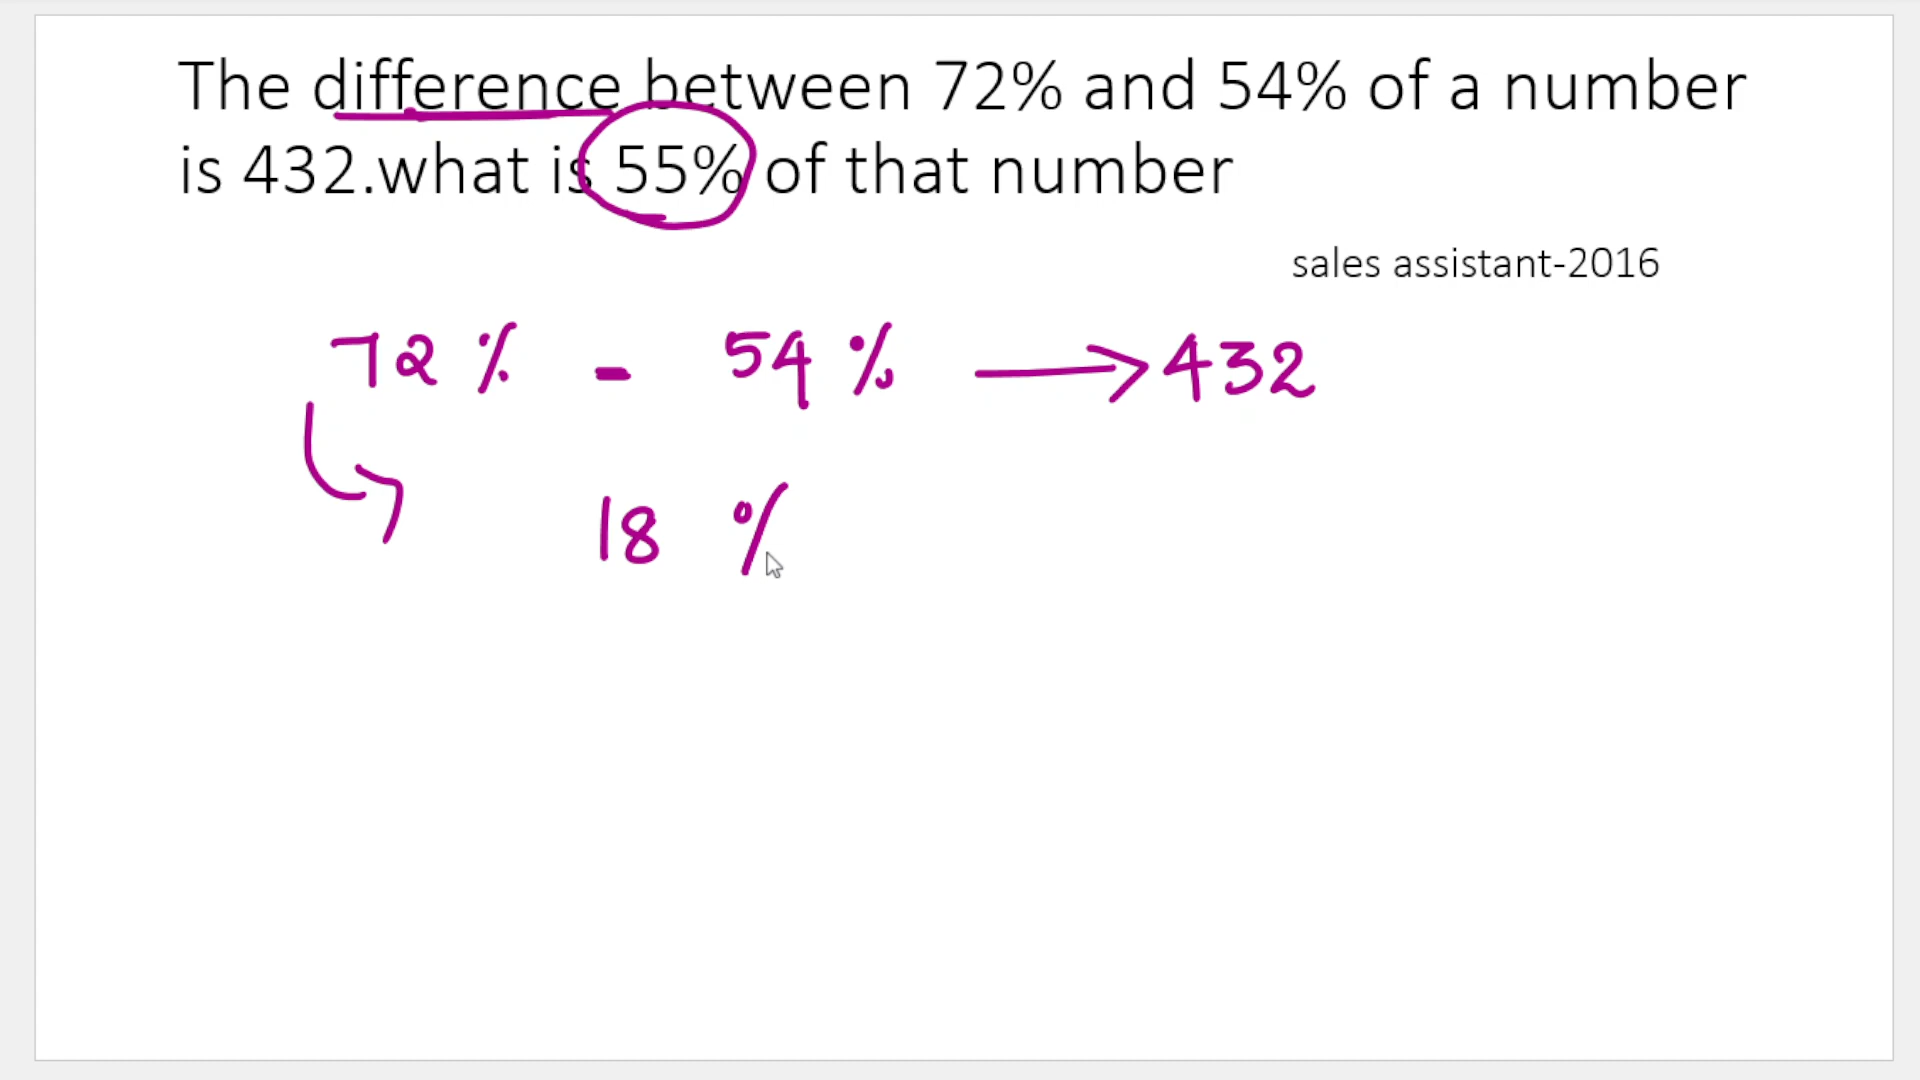 The difference between 72% and 54% of a number
is 432.what is 55% of that number
sales assistant-2016
72 % - 54 % → 432
18 %